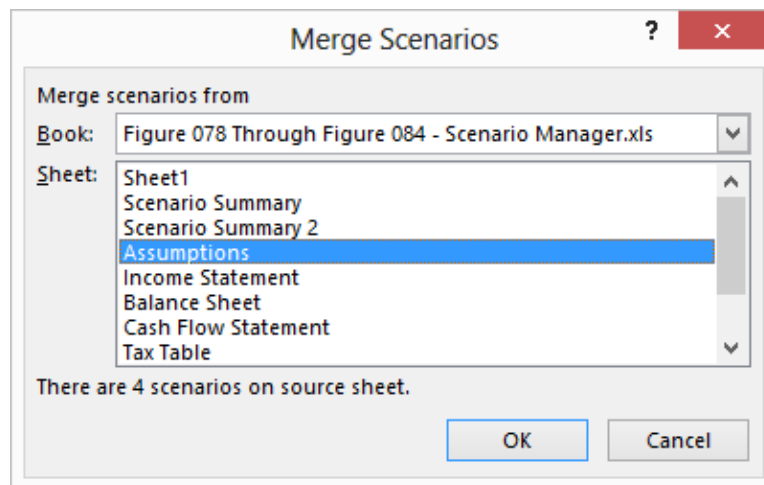 Merge Scenarios
?
Merge scenarios from
Book: Figure 078 Through Figure 084 - Scenario Manager.xls
Sheet: Sheet1
Scenario Summary
Scenario Summary 2
Assumptions
Income Statement
Balance Sheet
Cash Flow Statement
Tax Table
There are 4 scenarios on source sheet.
OK Cancel